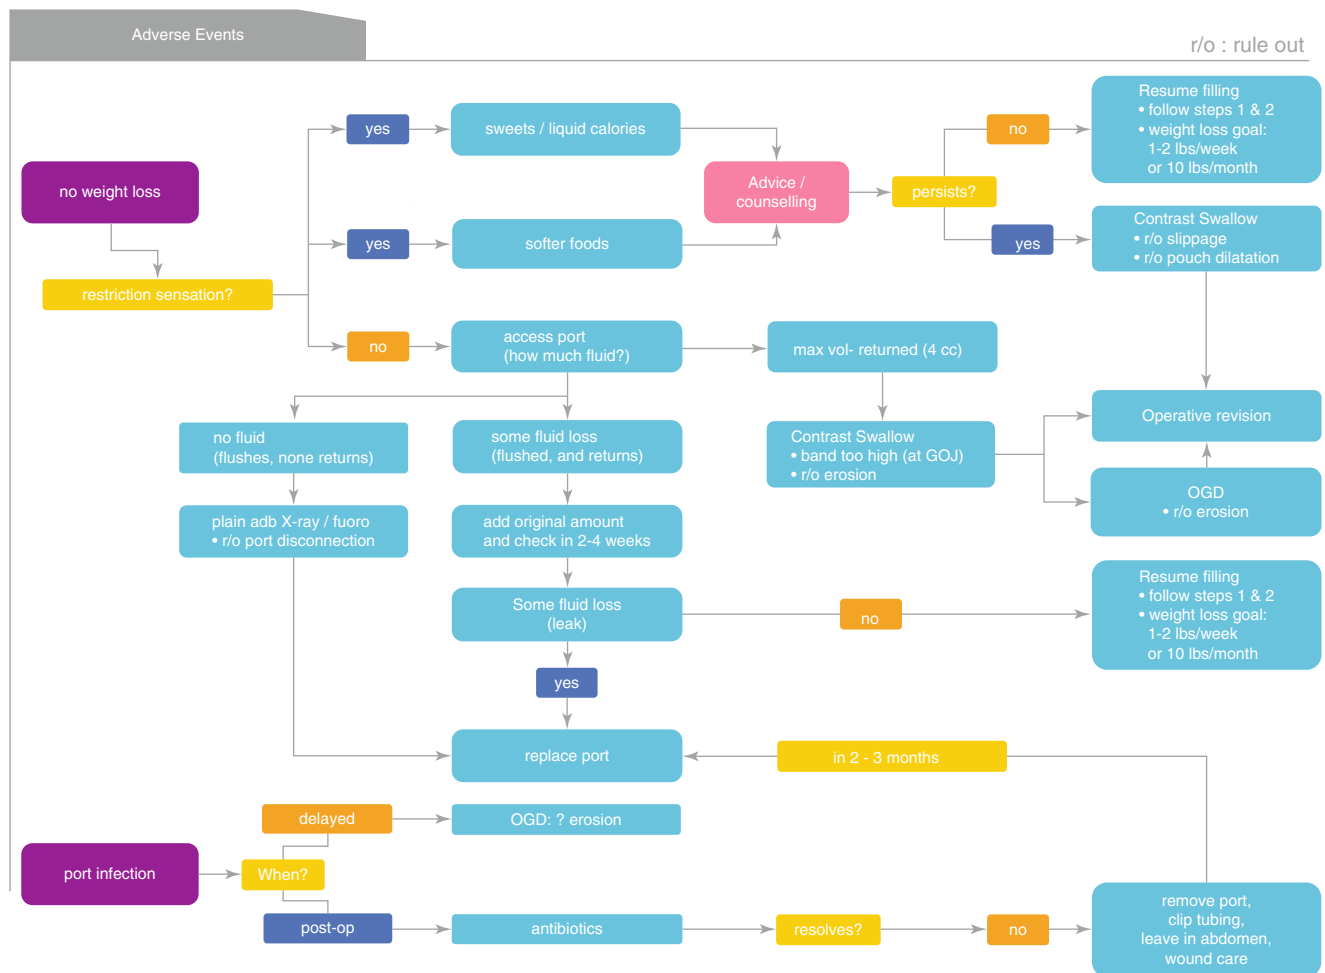 Adverse Events
r/o : rule out
no weight loss
restriction sensation?
yes
sweets / liquid calories
yes
softer foods
no
access port
(how much fluid?)
Advice /
counselling
persists?
no
Resume filling
• follow steps 1 & 2
• weight loss goal:
1-2 lbs/week
or 10 lbs/month
yes
Contrast Swallow
• r/o slippage
• r/o pouch dilatation
max vol- returned (4 cc)
Contrast Swallow
• band too high (at GOJ)
• r/o erosion
Operative revision
OGD
• r/o erosion
no fluid
(flushes, none returns)
plain adb X-ray / fuoro
• r/o port disconnection
some fluid loss
(flushed, and returns)
add original amount
and check in 2-4 weeks
Some fluid loss
(leak)
no
Resume filling
• follow steps 1 & 2
• weight loss goal:
1-2 lbs/week
or 10 lbs/month
yes
replace port
in 2 - 3 months
port infection
When?
delayed
OGD: ? erosion
post-op
antibiotics
resolves?
no
remove port,
clip tubing,
leave in abdomen,
wound care